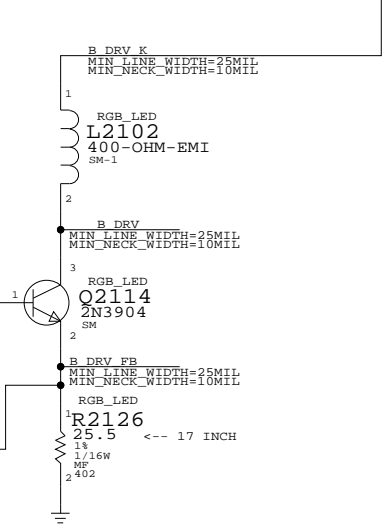 B_DRV_K
MIN_LINE_WIDTH=25MIL
MIN_NECK_WIDTH=10MIL
1
RGB_LED
L2102
400-OHM-EMI
SM-1
2
B_DRV
MIN_LINE_WIDTH=25MIL
MIN_NECK_WIDTH=10MIL
3
RGB_LED
1
Q2114
2N3904
SM
2
B_DRV_FB
MIN_LINE_WIDTH=25MIL
MIN_NECK_WIDTH=10MIL
RGB_LED
1
R2126
25.5 <-- 17 INCH
1%
1/16W
MF
2 402